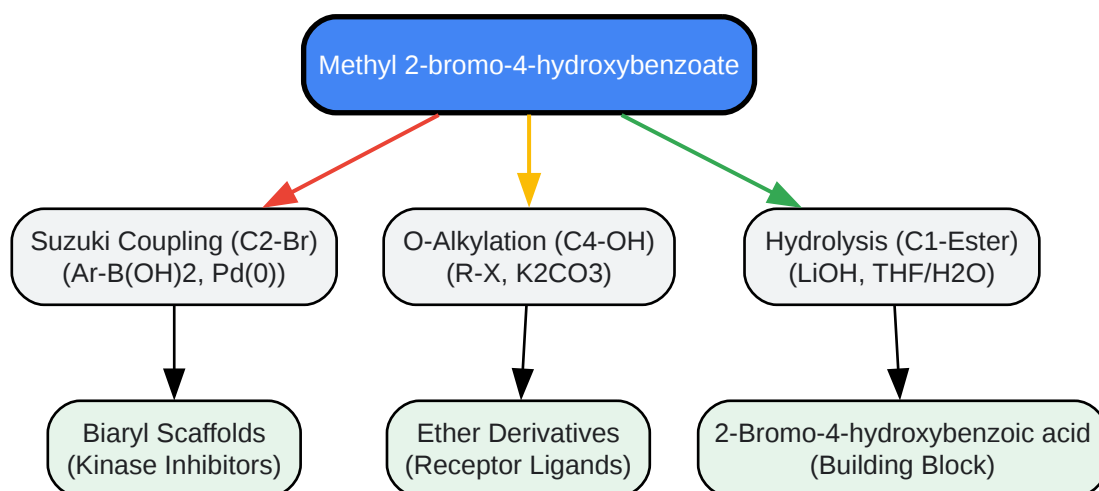 Methyl 2-bromo-4-hydroxybenzoate
Suzuki Coupling (C2-Br)
(Ar-B(OH)2, Pd(0))
O-Alkylation (C4-OH)
(R-X, K2CO3)
Hydrolysis (C1-Ester)
(LiOH, THF/H2O)
Biaryl Scaffolds
(Kinase Inhibitors)
Ether Derivatives
(Receptor Ligands)
2-Bromo-4-hydroxybenzoic acid
(Building Block)